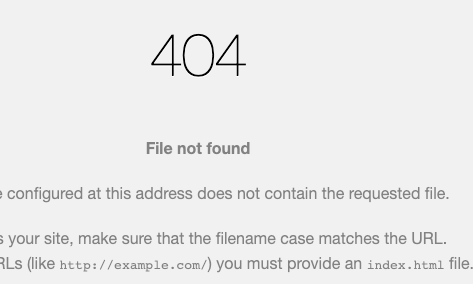 404
File not found
configured at this address does not contain the requested file.
your site, make sure that the filename case matches the URL.
(like http://example.com/) you must provide an index.html file.